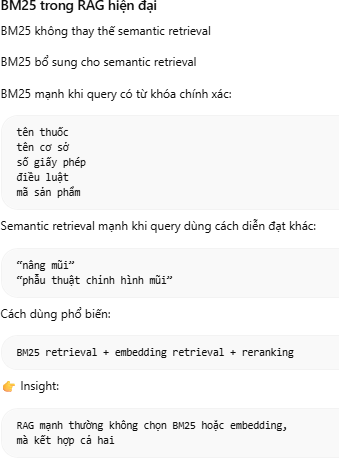 BM25 trong RAG hiện đại
BM25 không thay thế semantic retrieval
BM25 bổ sung cho semantic retrieval
BM25 mạnh khi query có từ khóa chính xác:
tên thuốc
tên cơ sở
số giấy phép
điều luật
mã sản phẩm
Semantic retrieval mạnh khi query dùng cách diễn đạt khác:
“nâng mũi”
“phẫu thuật chỉnh hình mũi”
Cách dùng phổ biến:
BM25 retrieval + embedding retrieval + reranking
👉 Insight:
RAG mạnh thường không chọn BM25 hoặc embedding,
mà kết hợp cả hai